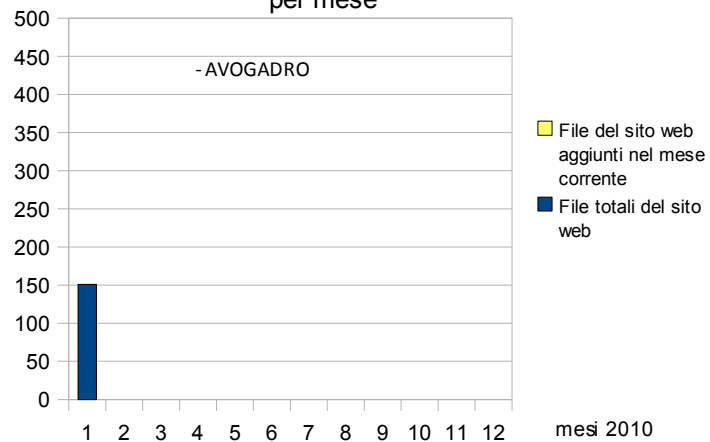 per mese
500
450
400
350
300
250
200
150
100
50
0
- AVOGADRO
File del sito web
aggiunti nel mese
corrente
File totali del sito
web
1 2 3 4 5 6 7 8 9 10 11 12
mesi 2010